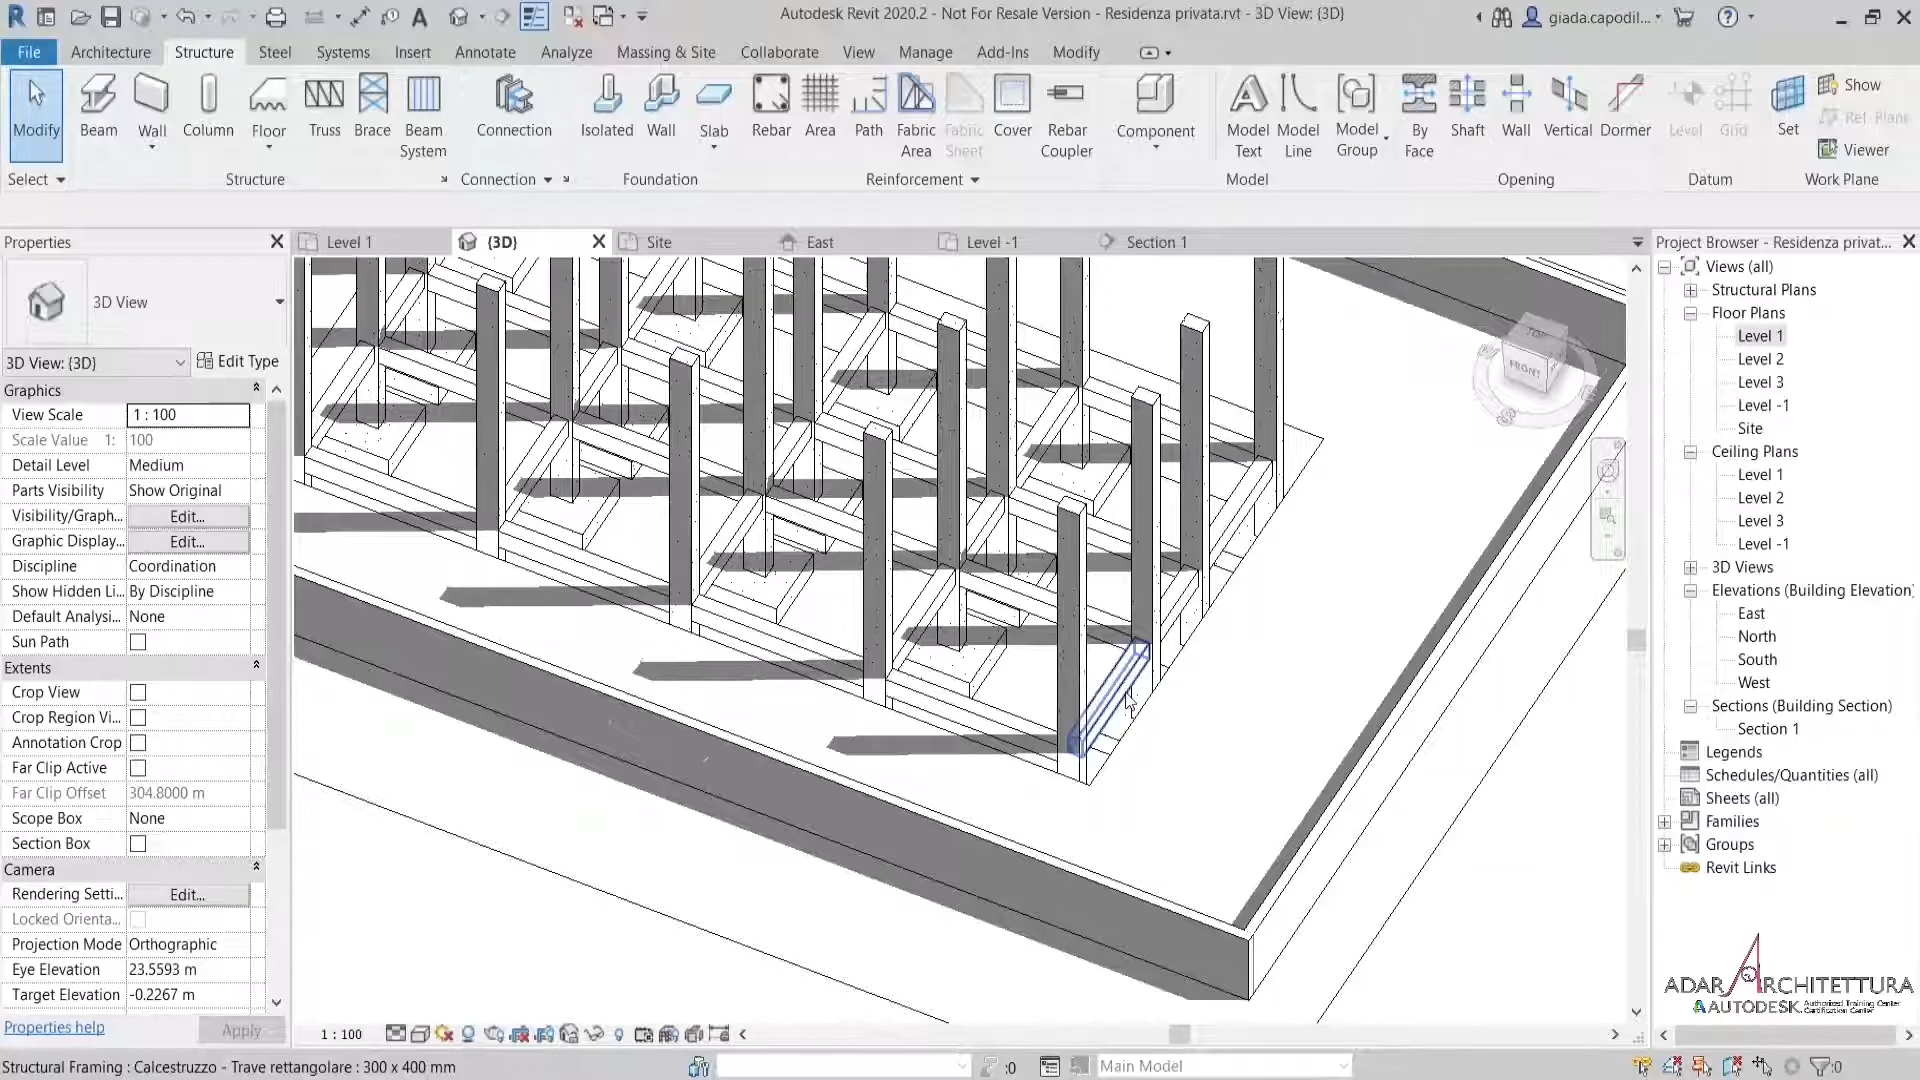 Autodesk Revit 2020.2 - Not For Resale Version - Residenza privata.rvt - 3D View: {3D}
giada.capodil...
File Architecture Structure Steel Systems Insert Annotate Analyze Massing & Site Collaborate View Manage Add-Ins Modify
Modify Beam Wall Column Floor Truss Brace Beam System Connection Isolated Wall Slab Rebar Area Path Fabric Area Fabric Sheet Cover Rebar Coupler Component Model Text Model Line Model Group By Face Shaft Wall Vertical Dormer Level Grid Set Show Ref Plane Viewer
Select Structure Connection Foundation Reinforcement Model Opening Datum Work Plane
Properties
Level 1 {3D} Site East Level -1 Section 1
Project Browser - Residenza privat...
3D View
3D View: {3D} Edit Type
Graphics
View Scale 1 : 100
Scale Value 1: 100
Detail Level Medium
Parts Visibility Show Original
Visibility/Graph... Edit...
Graphic Display... Edit...
Discipline Coordination
Show Hidden Li... By Discipline
Default Analysi... None
Sun Path
Extents
Crop View
Crop Region Vi...
Annotation Crop
Far Clip Active
Far Clip Offset 304.8000 m
Scope Box None
Section Box
Camera
Rendering Setti... Edit...
Locked Orienta...
Projection Mode Orthographic
Eye Elevation 23.5593 m
Target Elevation -0.2267 m
Properties help Apply
TOP
FRONT
Views (all)
Structural Plans
Floor Plans
Level 1
Level 2
Level 3
Level -1
Site
Ceiling Plans
Level 1
Level 2
Level 3
Level -1
3D Views
Elevations (Building Elevation)
East
North
South
West
Sections (Building Section)
Section 1
Legends
Schedules/Quantities (all)
Sheets (all)
Families
Groups
Revit Links
ADAR ARCHITETTURA
AUTODESK. Authorized Training Center
Certification Center
1 : 100
Structural Framing : Calcestruzzo - Trave rettangolare : 300 x 400 mm
:0
Main Model
:0